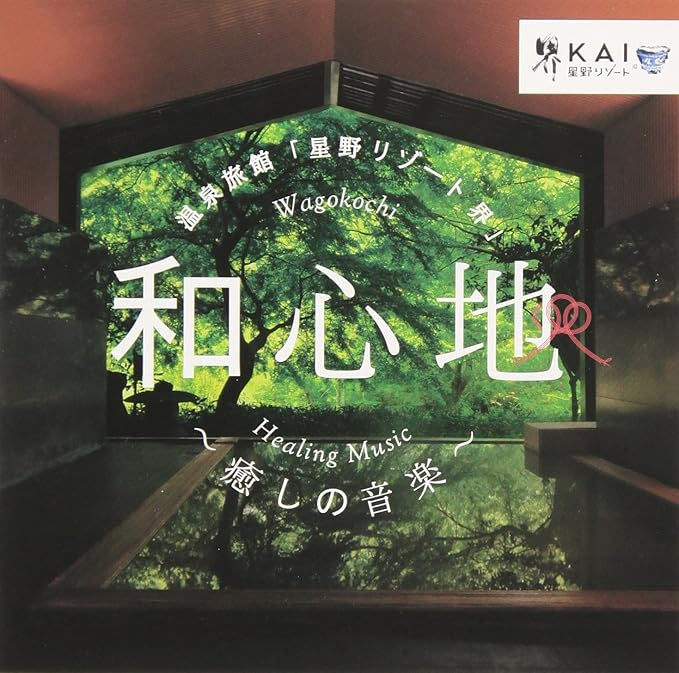 界 KAI
星野リゾート
温泉旅館「星野リゾート 界」
Wagokochi
和心地
Healing Music
～癒しの音楽～